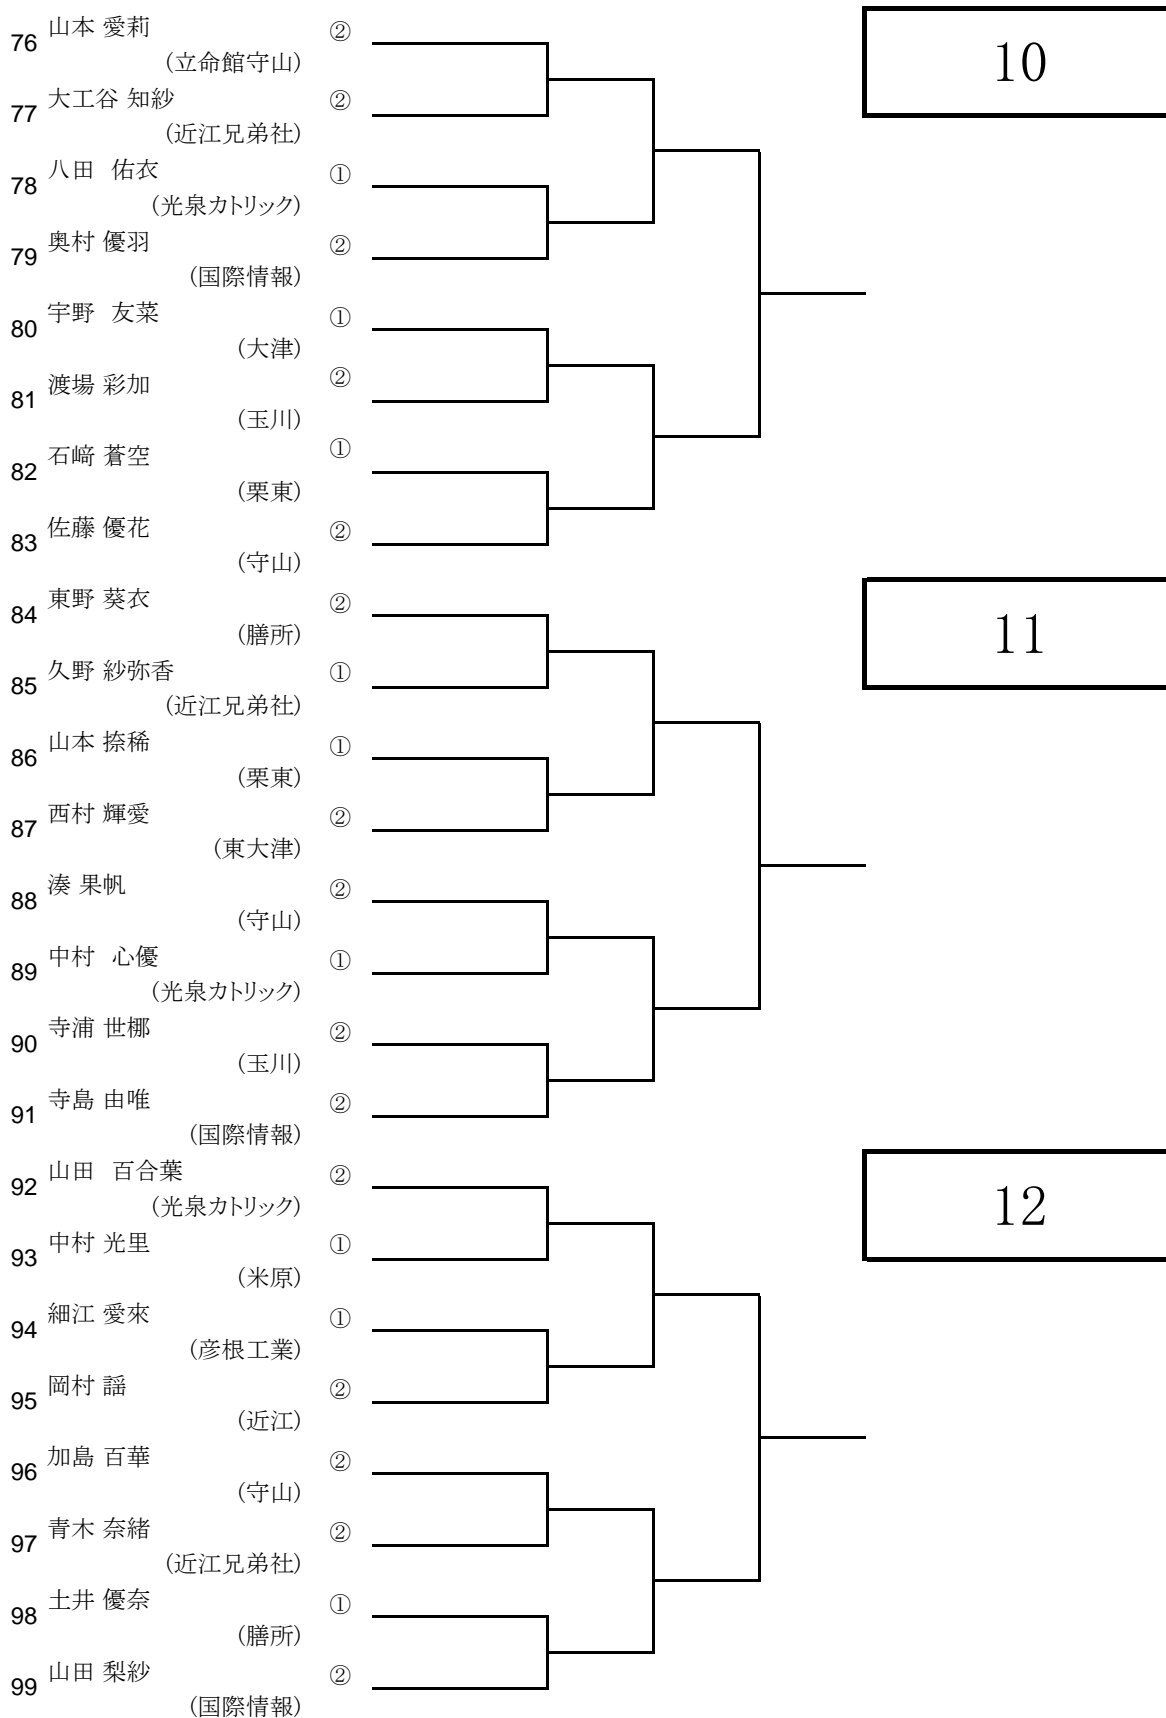 76 山本 愛莉 ②
(立命館守山)
10
77 大工谷 知紗 ②
(近江兄弟社)
78 八田 佑衣 ①
(光泉カトリック)
79 奥村 優羽 ②
(国際情報)
80 宇野 友菜 ①
(大津)
81 渡場 彩加 ②
(玉川)
82 石﨑 蒼空 ①
(栗東)
83 佐藤 優花 ②
(守山)
84 東野 葵衣 ②
(膳所)
11
85 久野 紗弥香 ①
(近江兄弟社)
86 山本 捺稀 ①
(栗東)
87 西村 輝愛 ②
(東大津)
88 湊 果帆 ②
(守山)
89 中村 心優 ①
(光泉カトリック)
90 寺浦 世梛 ②
(玉川)
91 寺島 由唯 ②
(国際情報)
92 山田 百合葉 ②
(光泉カトリック)
12
93 中村 光里 ①
(米原)
94 細江 愛來 ①
(彦根工業)
95 岡村 謡 ②
(近江)
96 加島 百華 ②
(守山)
97 青木 奈緒 ②
(近江兄弟社)
98 土井 優奈 ①
(膳所)
99 山田 梨紗 ②
(国際情報)